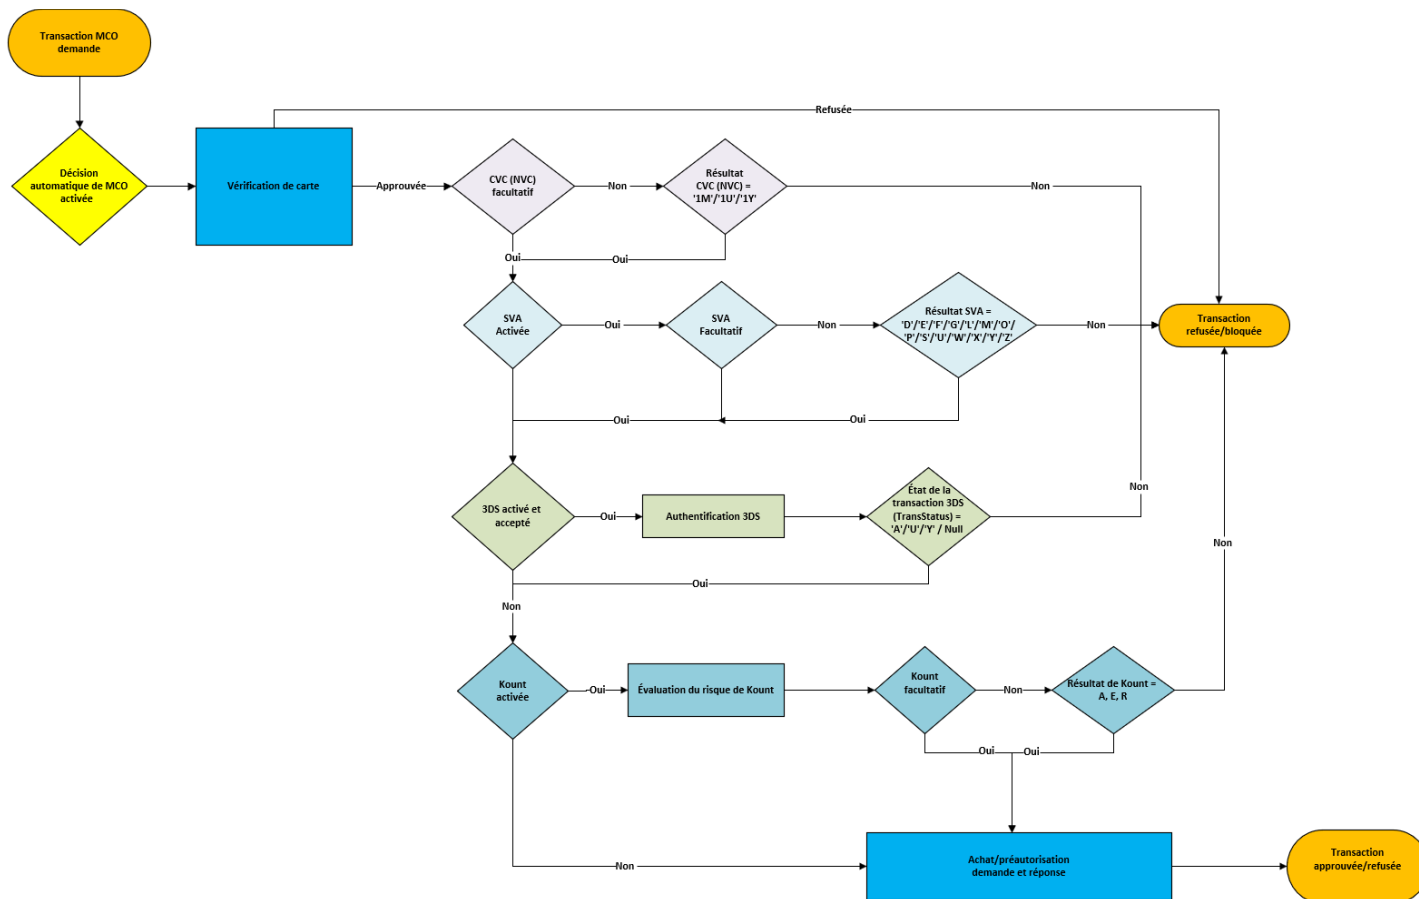 Transaction MCO
demande
Refusée
Décision
automatique de MCO
activée
Vérification de carte
Approuvée
CVC (NVC)
facultatif
Non
Résultat
CVC (NVC) =
'1M'/'1U'/'1Y'
Non
Oui
Oui
SVA
Activée
Oui
SVA
Facultatif
Non
Résultat SVA =
'D'/'E'/'F'/'G'/'L'/'M'/'O'/
'P'/'S'/'U'/'W'/'X'/'Y'/'Z'
Non
Transaction
refusée/bloquée
Oui
Oui
3DS activé et
accepté
Oui
Authentification 3DS
État de la
transaction 3DS
(TransStatus) =
'A'/'U'/'Y' / Null
Non
Non
Oui
Non
Kount
activée
Oui
Évaluation du risque de Kount
Kount
facultatif
Non
Résultat de Kount =
A, E, R
Oui
Oui
Non
Achat/préautorisation
demande et réponse
Transaction
approuvée/refusée